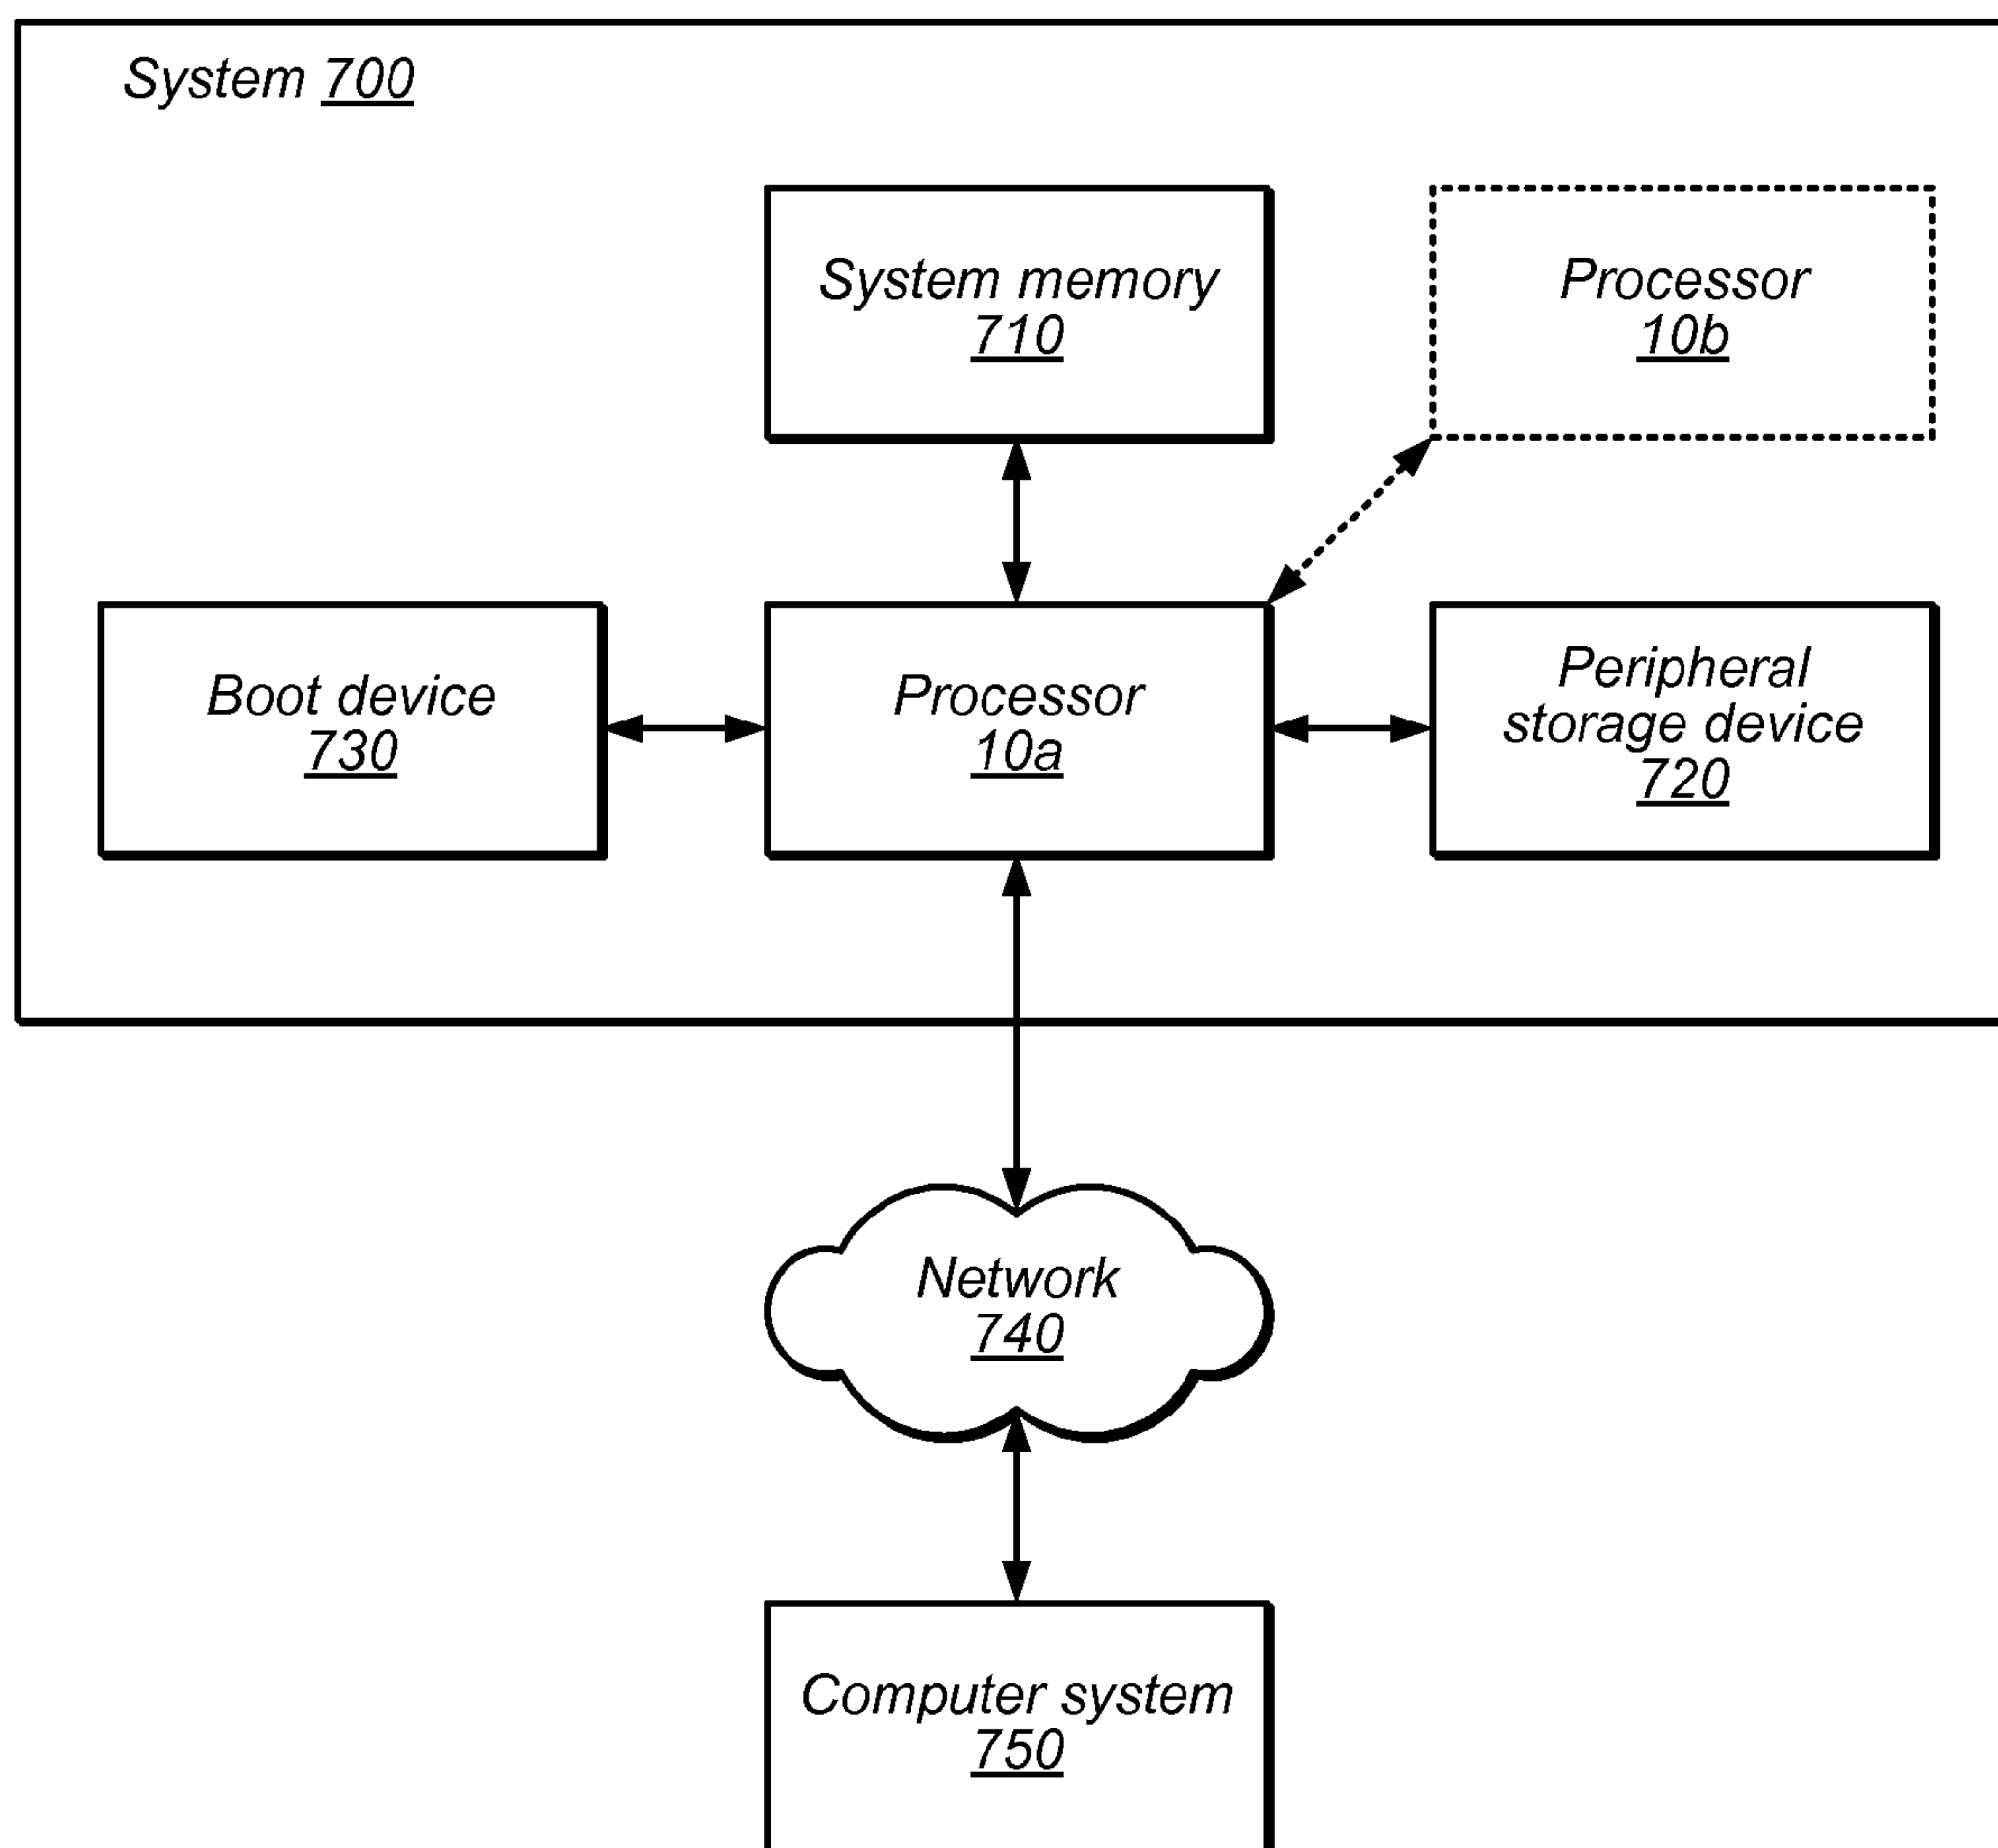 System 700
System memory
710
Processor
10b
Boot device
730
Processor
10a
Peripheral
storage device
720
Network
740
Computer system
750